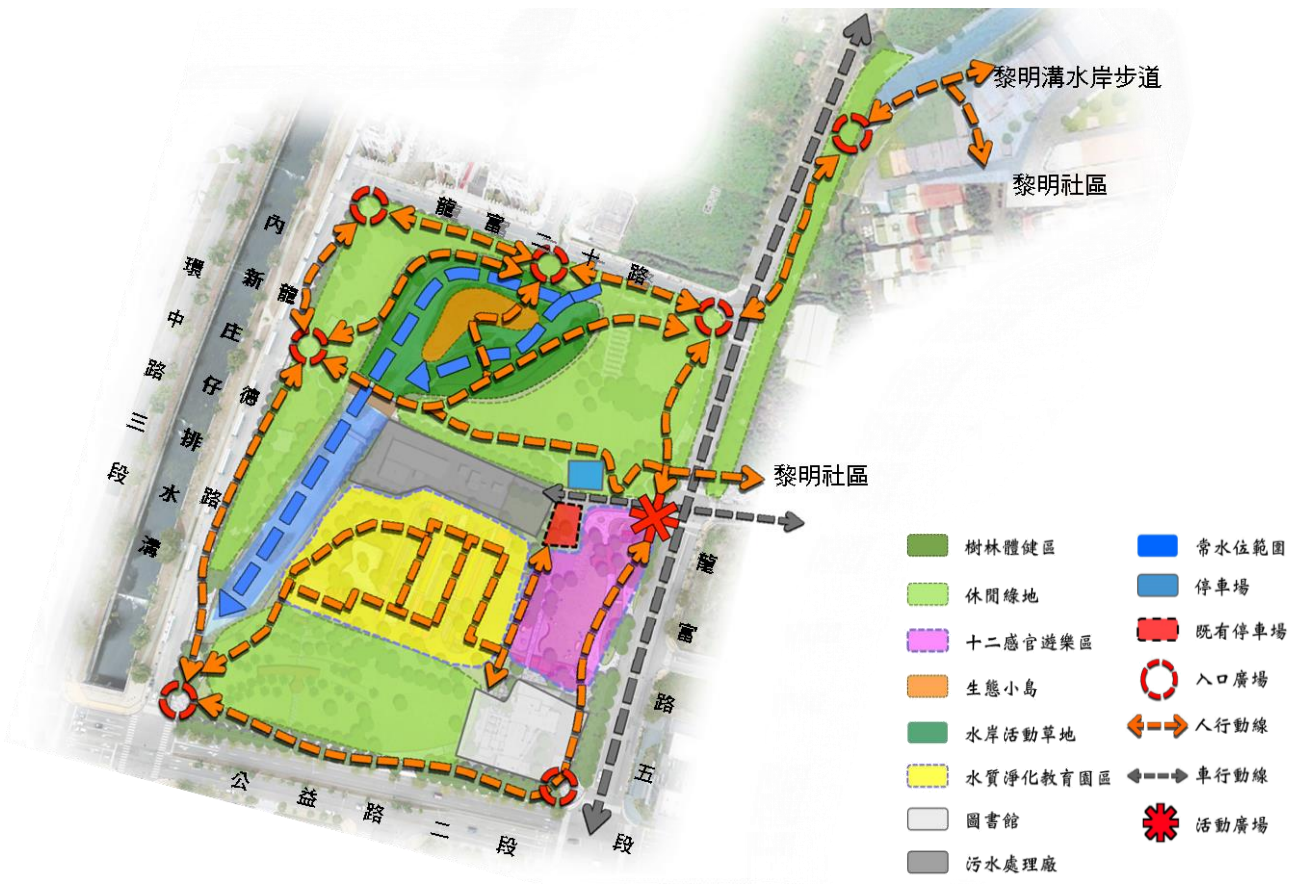 黎明溝水岸步道
黎明社區
龍富二十路
內新庄仔排水溝
環中路三段
龍德路
黎明社區
龍富路五段
公益路二段
樹林體健區
休閒綠地
十二感官遊樂區
生態小島
水岸活動草地
水質淨化教育園區
圖書館
污水處理廠
常水位範圍
停車場
既有停車場
入口廣場
人行動線
車行動線
活動廣場